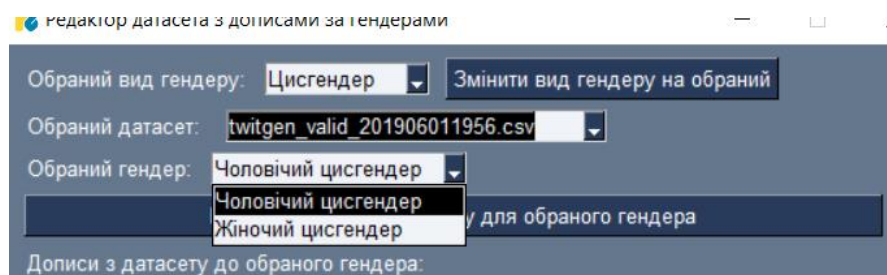 Редактор датасета з дописами за гендерами
Обраний вид гендеру: Цисгендер Змінити вид гендеру на обраний
Обраний датасет: twitgen_valid_201906011956.csv
Обраний гендер: Чоловічий цисгендер
Чоловічий цисгендер
Жіночий цисгендер
у для обраного гендера
Дописи з датасету до обраного гендера: